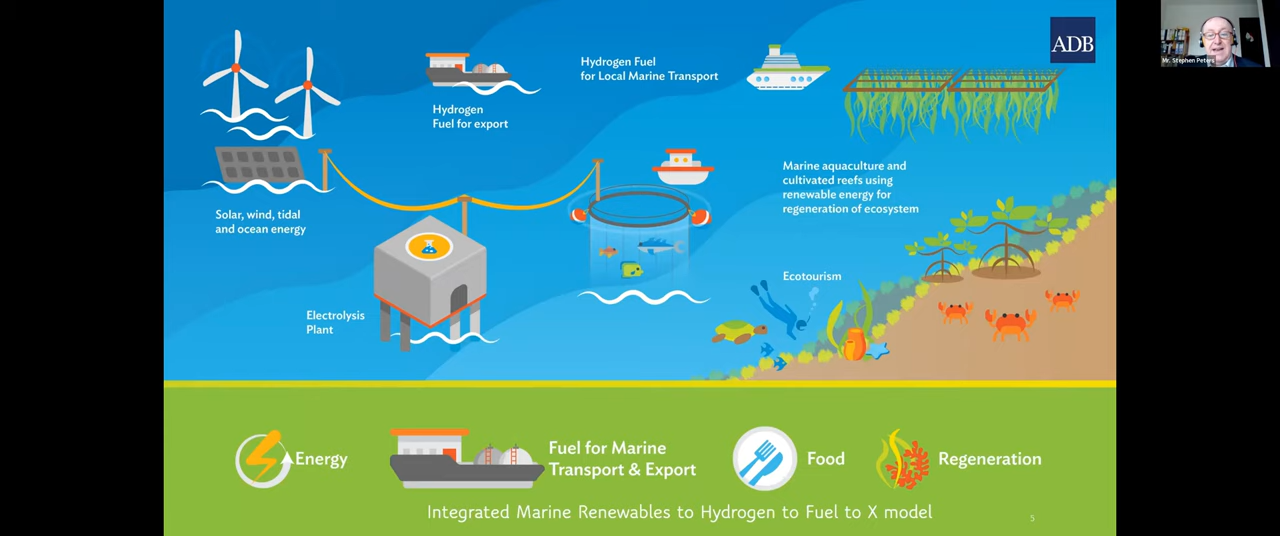 ADB
Mr. Stephen Peters
Hydrogen Fuel
for Local Marine Transport
Hydrogen
Fuel for export
Marine aquaculture and
cultivated reefs using
renewable energy for
regeneration of ecosystem
Solar, wind, tidal
and ocean energy
Ecotourism
Electrolysis
Plant
Energy
Fuel for Marine
Transport & Export
Food
Regeneration
Integrated Marine Renewables to Hydrogen to Fuel to X model
5